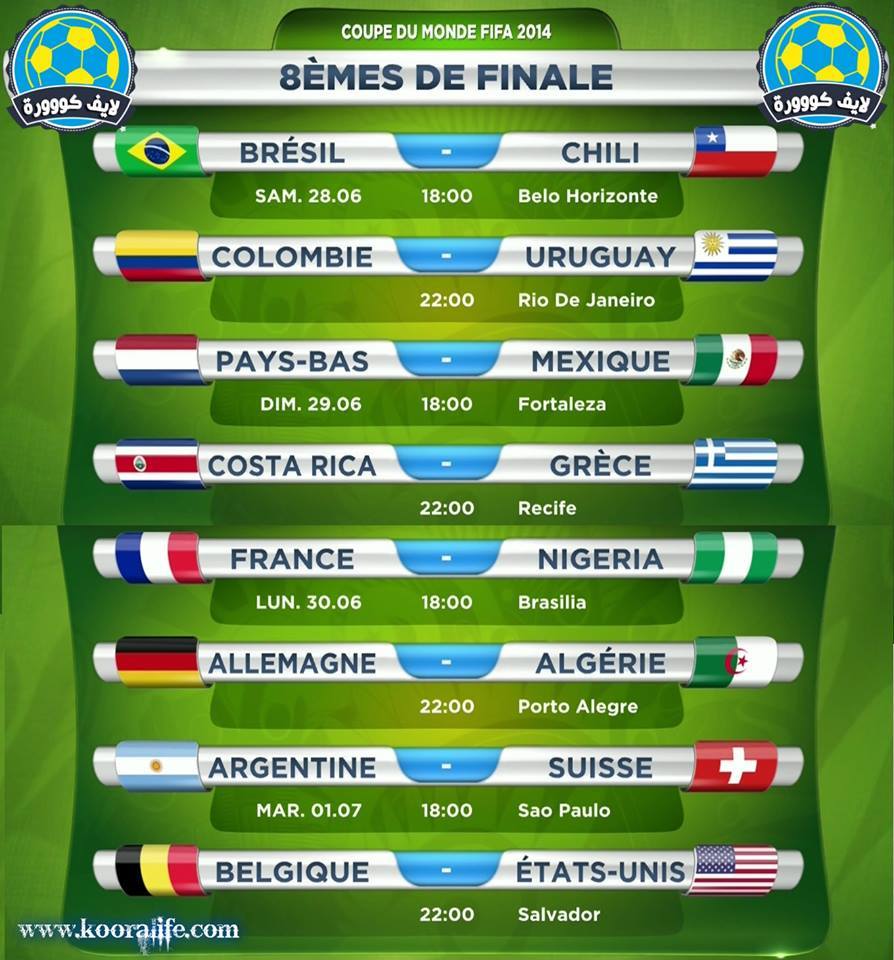 COUPE DU MONDE FIFA 2014
8ÈMES DE FINALE
لايف كووورة
لايف كووورة
BRÉSIL - CHILI
SAM. 28.06 18:00 Belo Horizonte
COLOMBIE - URUGUAY
22:00 Rio De Janeiro
PAYS-BAS - MEXIQUE
DIM. 29.06 18:00 Fortaleza
COSTA RICA - GRÈCE
22:00 Recife
FRANCE - NIGERIA
LUN. 30.06 18:00 Brasilia
ALLEMAGNE - ALGÉRIE
22:00 Porto Alegre
ARGENTINE - SUISSE
MAR. 01.07 18:00 Sao Paulo
BELGIQUE - ÉTATS-UNIS
22:00 Salvador
www.kooralife.com